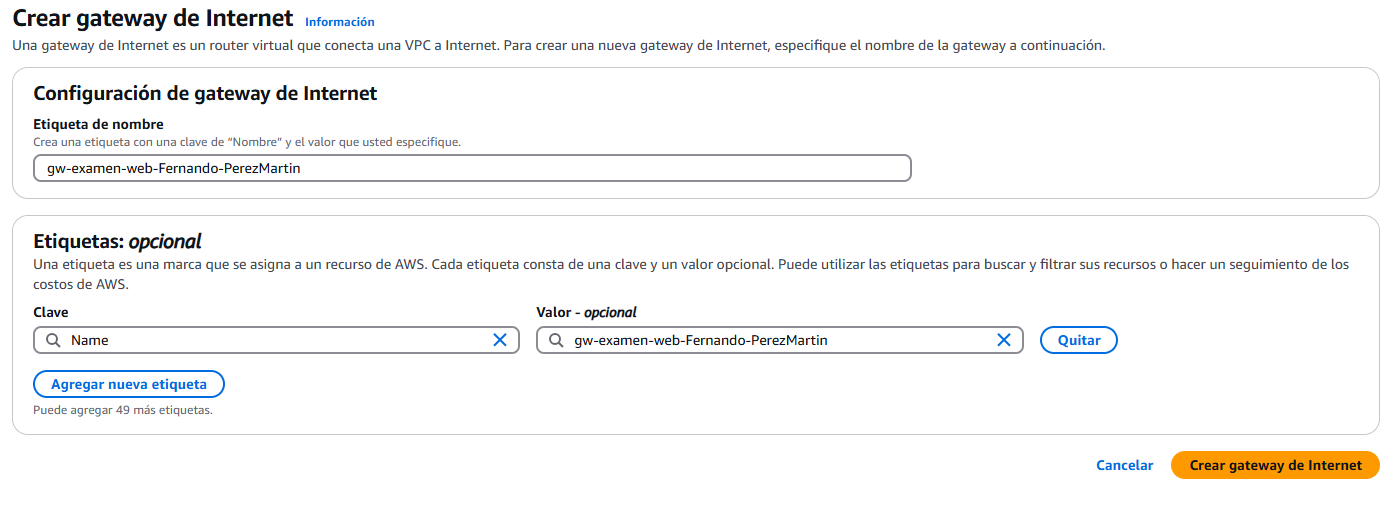 Crear gateway de Internet Información
Una gateway de Internet es un router virtual que conecta una VPC a Internet. Para crear una nueva gateway de Internet, especifique el nombre de la gateway a continuación.
Configuración de gateway de Internet
Etiqueta de nombre
Crea una etiqueta con una clave de “Nombre” y el valor que usted especifique.
gw-examen-web-Fernando-PerezMartin
Etiquetas: opcional
Una etiqueta es una marca que se asigna a un recurso de AWS. Cada etiqueta consta de una clave y un valor opcional. Puede utilizar las etiquetas para buscar y filtrar sus recursos o hacer un seguimiento de los
costos de AWS.
Clave Valor - opcional
Name gw-examen-web-Fernando-PerezMartin Quitar
Agregar nueva etiqueta
Puede agregar 49 más etiquetas.
Cancelar Crear gateway de Internet